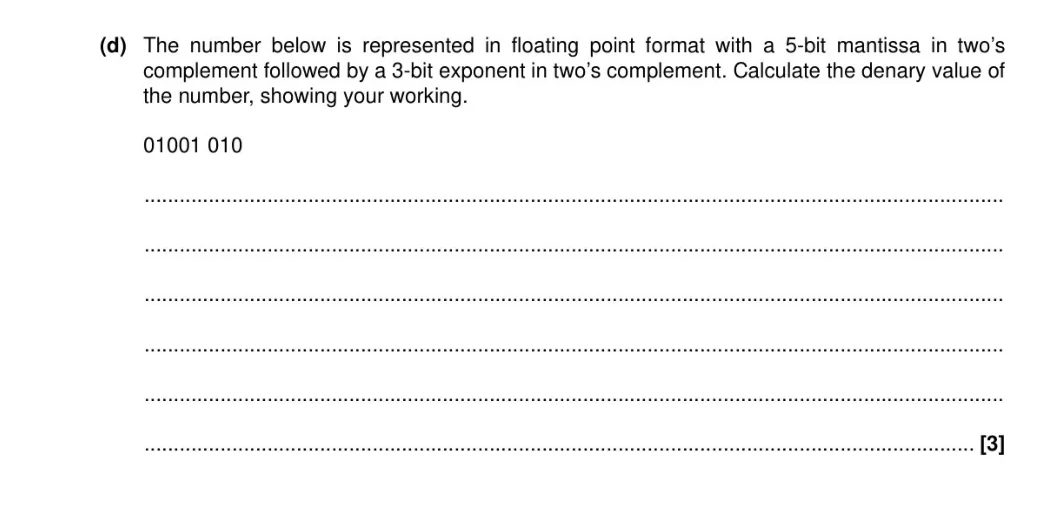 (d) The number below is represented in floating point format with a 5-bit mantissa in two's
complement followed by a 3-bit exponent in two's complement. Calculate the denary value of
the number, showing your working.
01001 010
[3]